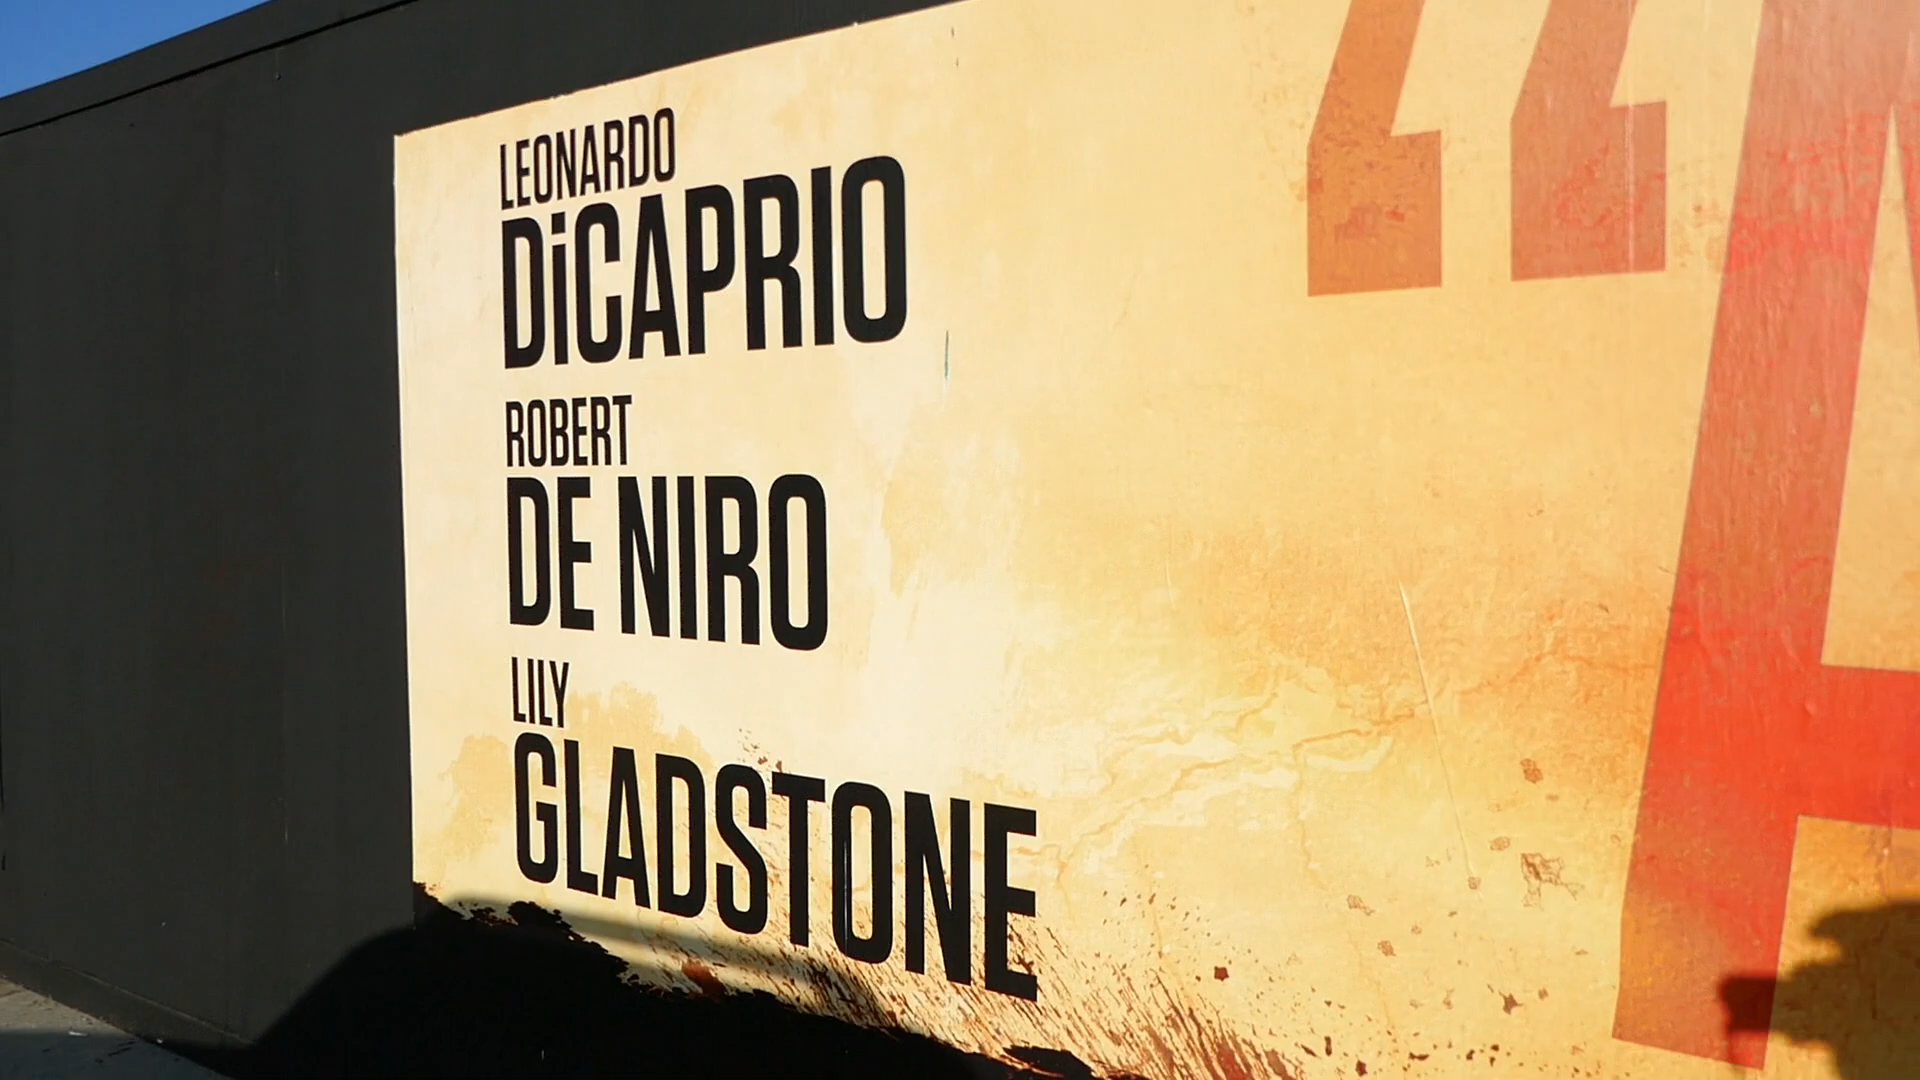 LEONARDO
DiCAPRIO
ROBERT
DE NIRO
LILY
GLADSTONE
“A